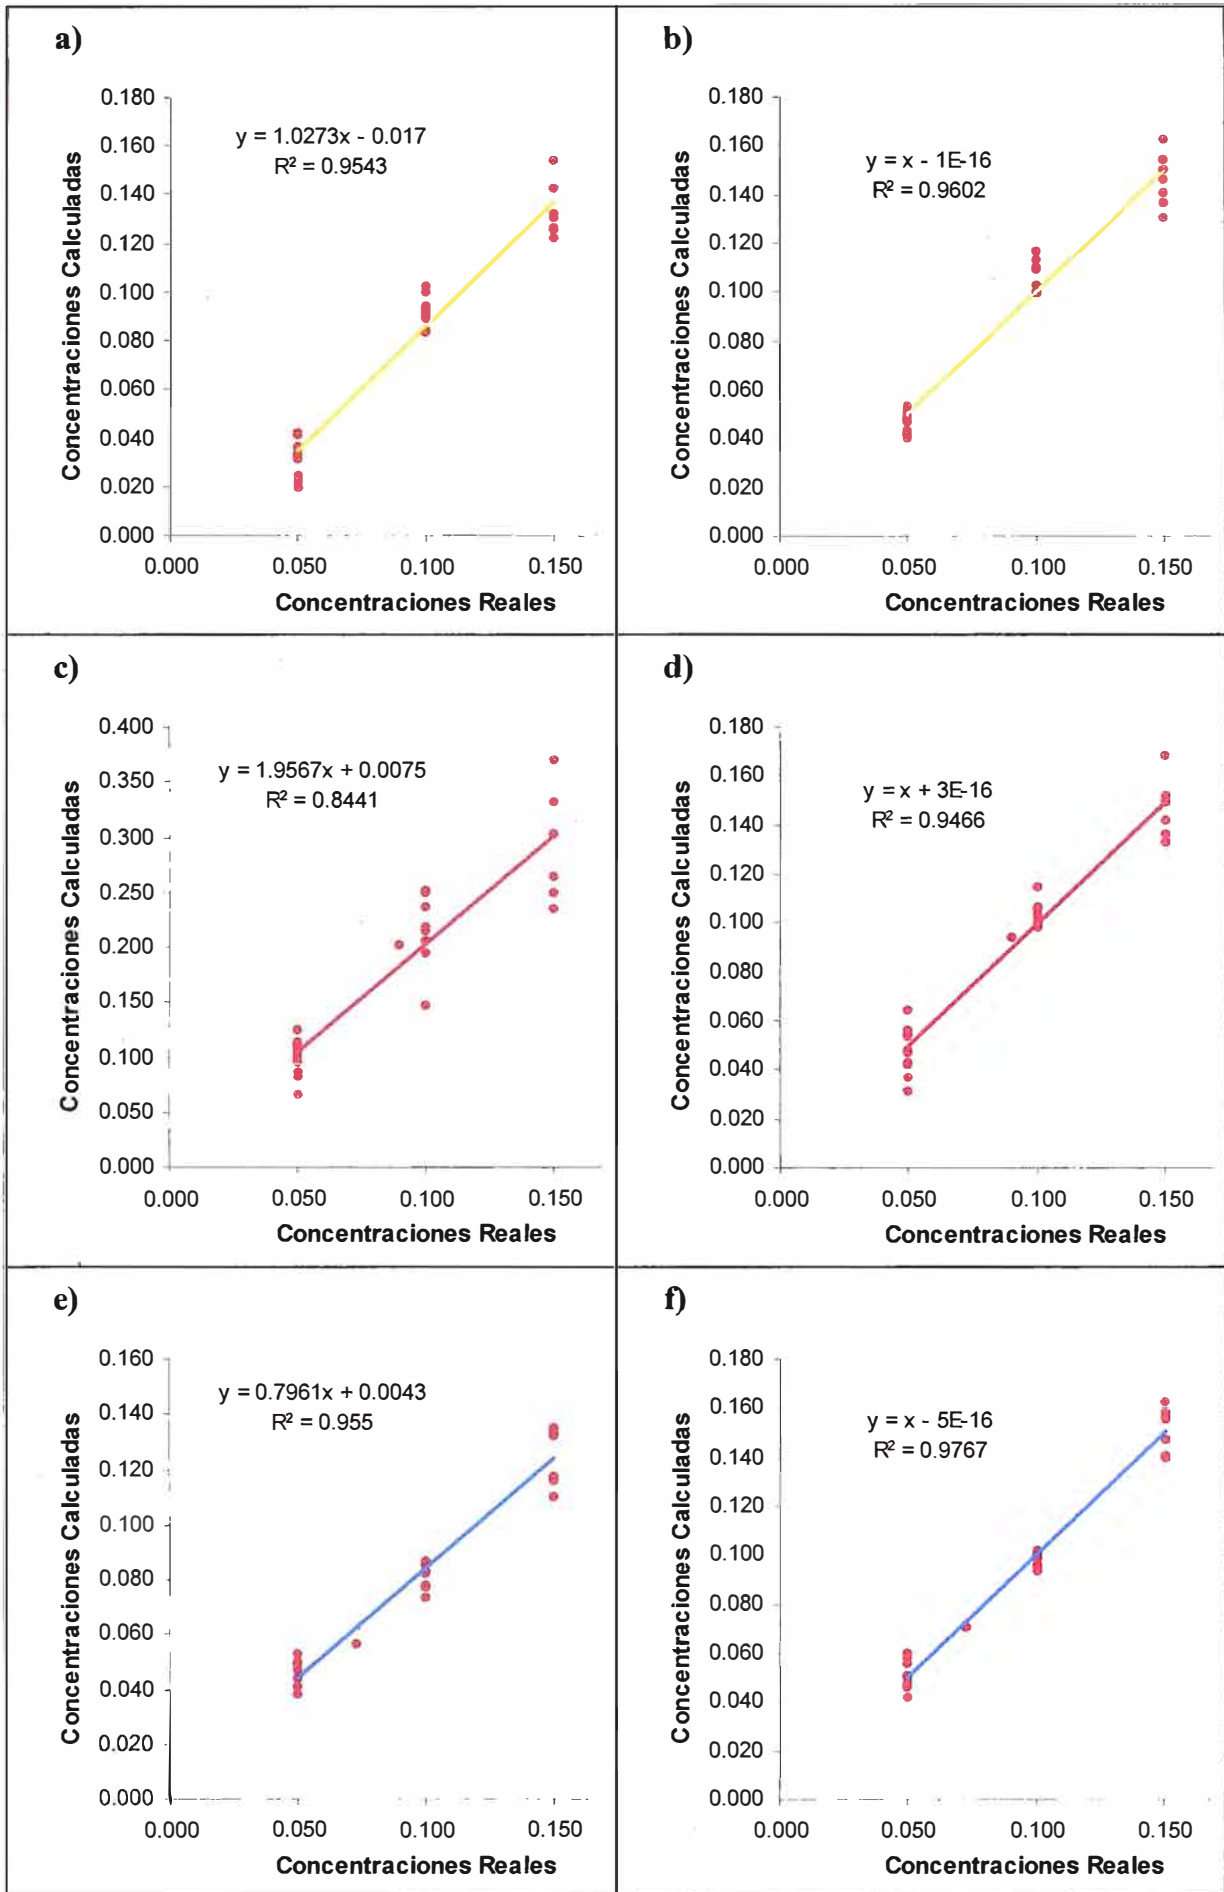 a)
0.180
0.160
0.140
0.120
0.100
0.080
0.060
0.040
0.020
0.000
Concentraciones Calculadas
y = 1.0273x - 0.017
R² = 0.9543
0.000 0.050 0.100 0.150
Concentraciones Reales
b)
0.180
0.160
0.140
0.120
0.100
0.080
0.060
0.040
0.020
0.000
Concentraciones Calculadas
y = x - 1E-16
R² = 0.9602
0.000 0.050 0.100 0.150
Concentraciones Reales
c)
0.400
0.350
0.300
0.250
0.200
0.150
0.100
0.050
0.000
Concentraciones Calculadas
y = 1.9567x + 0.0075
R² = 0.8441
0.000 0.050 0.100 0.150
Concentraciones Reales
d)
0.180
0.160
0.140
0.120
0.100
0.080
0.060
0.040
0.020
0.000
Concentraciones Calculadas
y = x + 3E-16
R² = 0.9466
0.000 0.050 0.100 0.150
Concentraciones Reales
e)
0.160
0.140
0.120
0.100
0.080
0.060
0.040
0.020
0.000
Concentraciones Calculadas
y = 0.7961x + 0.0043
R² = 0.955
0.000 0.050 0.100 0.150
Concentraciones Reales
f)
0.180
0.160
0.140
0.120
0.100
0.080
0.060
0.040
0.020
0.000
Concentraciones Calculadas
y = x - 5E-16
R² = 0.9767
0.000 0.050 0.100 0.150
Concentraciones Reales